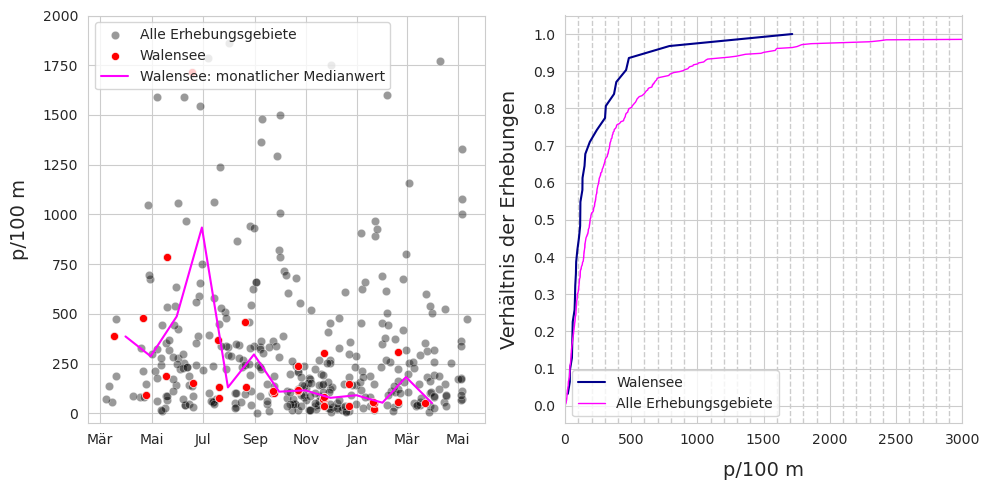 2000
1750
1500
1250
1000
750
500
250
0
p/100 m
Alle Erhebungsgebiete
Walensee
Walensee: monatlicher Medianwert
Mär Mai Jul Sep Nov Jan Mär Mai
1.0
0.9
0.8
0.7
0.6
0.5
0.4
0.3
0.2
0.1
0.0
Verhältnis der Erhebungen
Walensee
Alle Erhebungsgebiete
0 500 1000 1500 2000 2500 3000
p/100 m